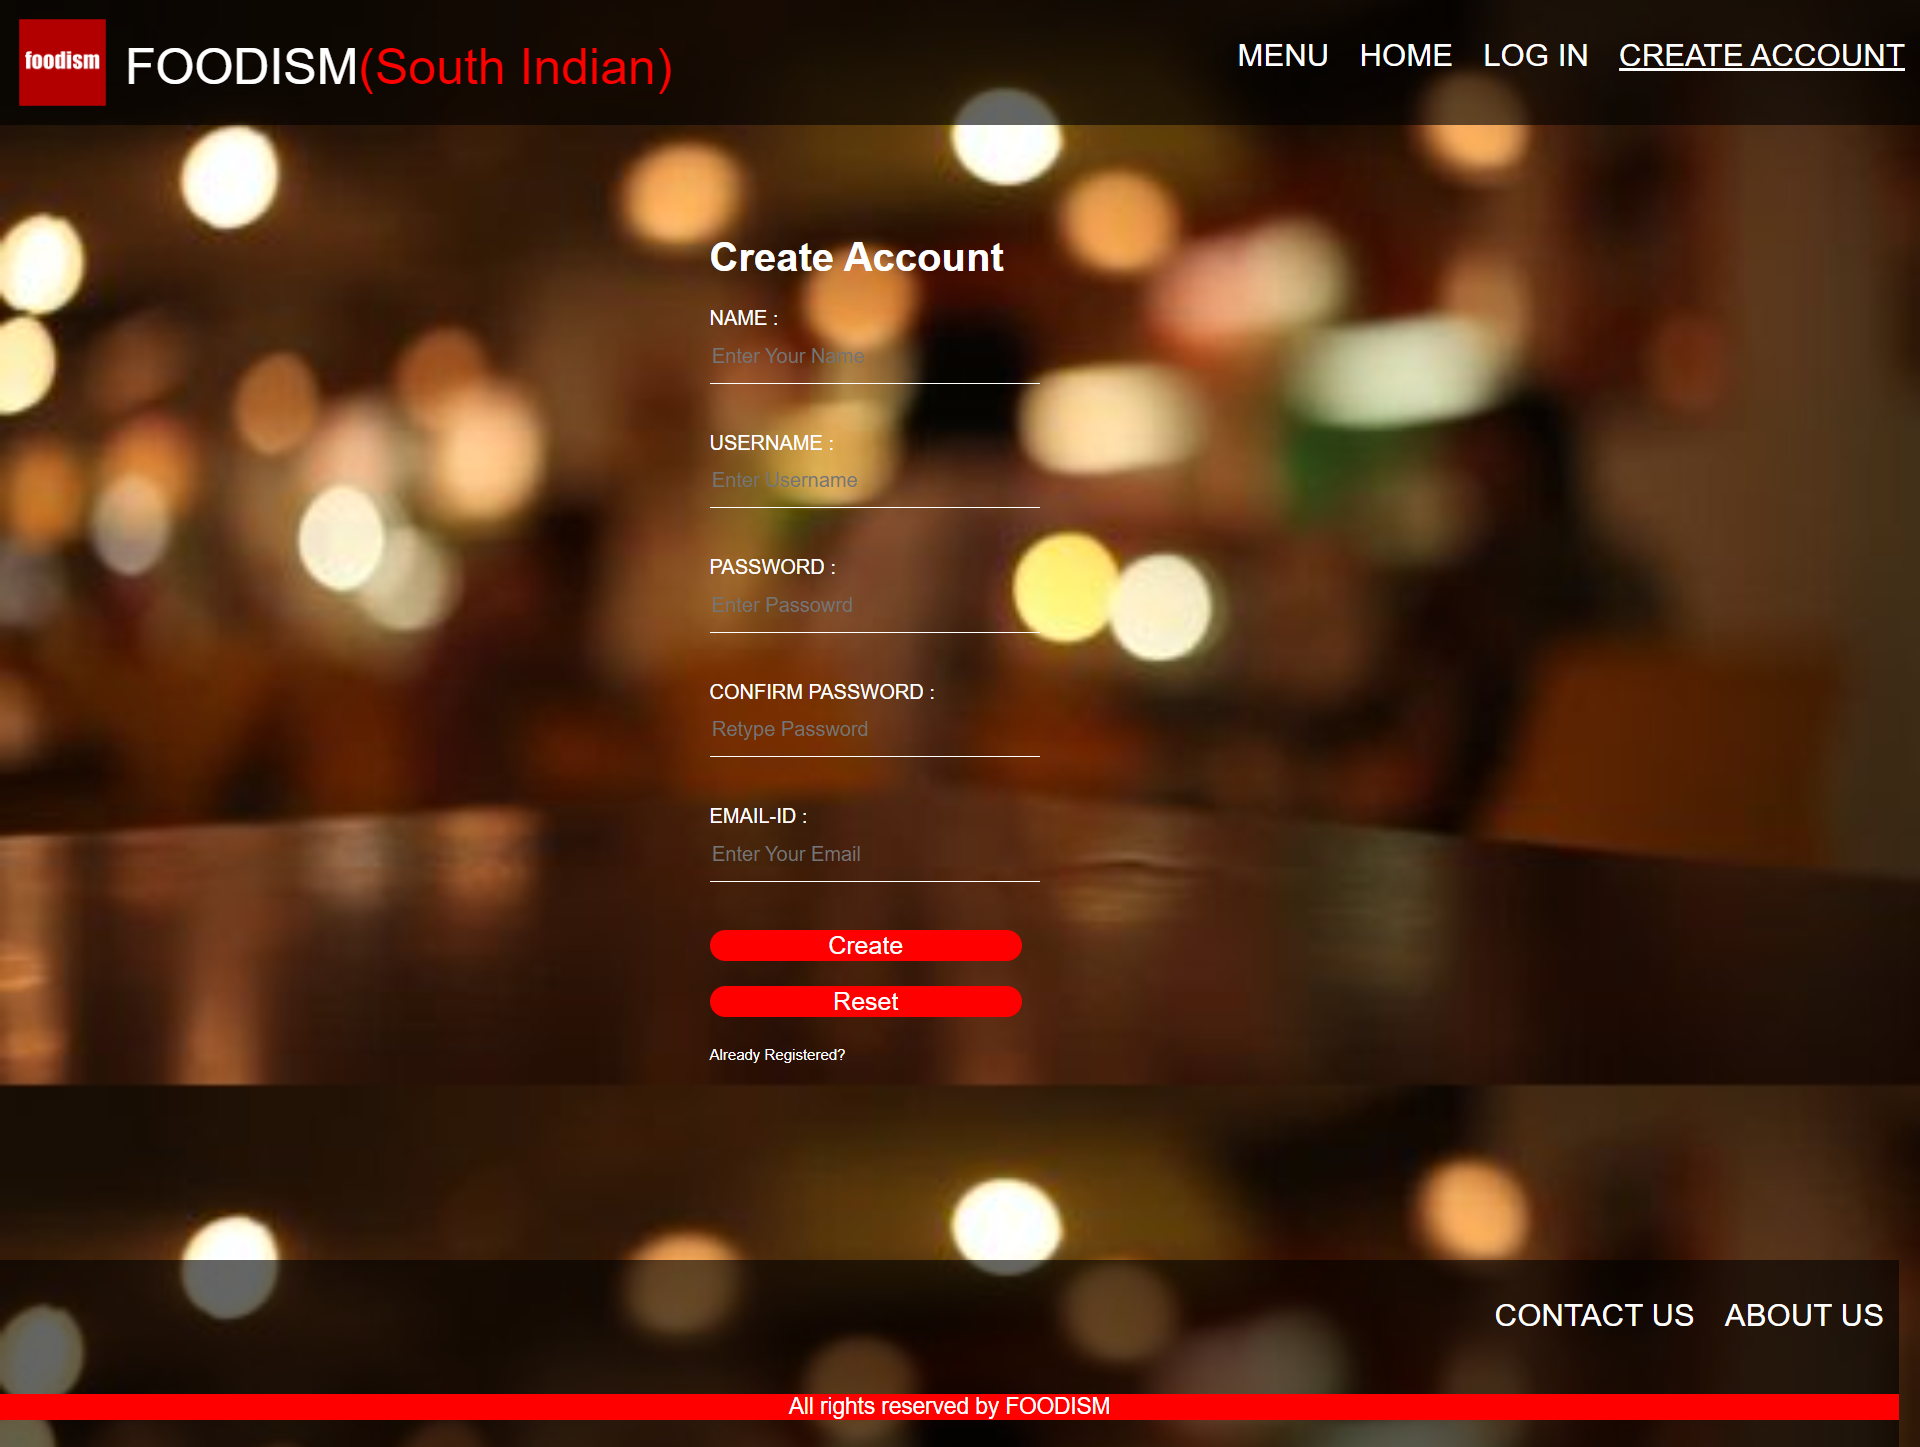 foodism
FOODISM(South Indian)
MENU HOME LOG IN CREATE ACCOUNT
Create Account
NAME :
Enter Your Name
USERNAME :
Enter Username
PASSWORD :
Enter Passowrd
CONFIRM PASSWORD :
Retype Password
EMAIL-ID :
Enter Your Email
Create
Reset
Already Registered?
CONTACT US ABOUT US
All rights reserved by FOODISM